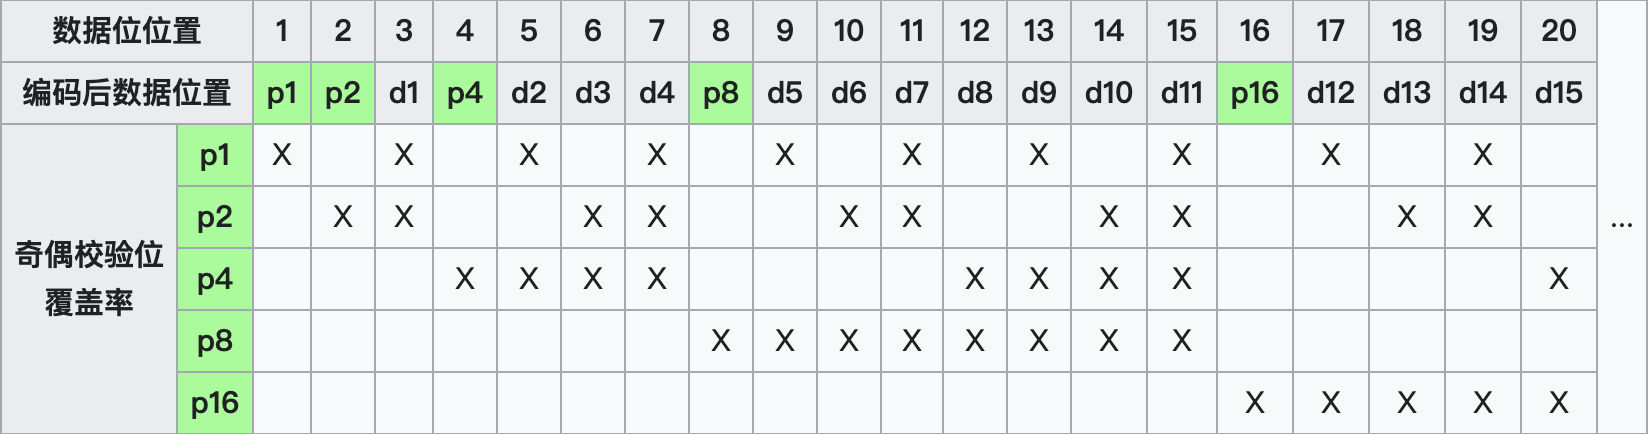 数据位位置 1 2 3 4 5 6 7 8 9 10 11 12 13 14 15 16 17 18 19 20
编码后数据位置 p1 p2 d1 p4 d2 d3 d4 p8 d5 d6 d7 d8 d9 d10 d11 p16 d12 d13 d14 d15
奇偶校验位
覆盖率
p1 X X X X X X X X X X
p2 X X X X X X X X X X
p4 X X X X X X X X X
p8 X X X X X X X X
p16 X X X X X
...